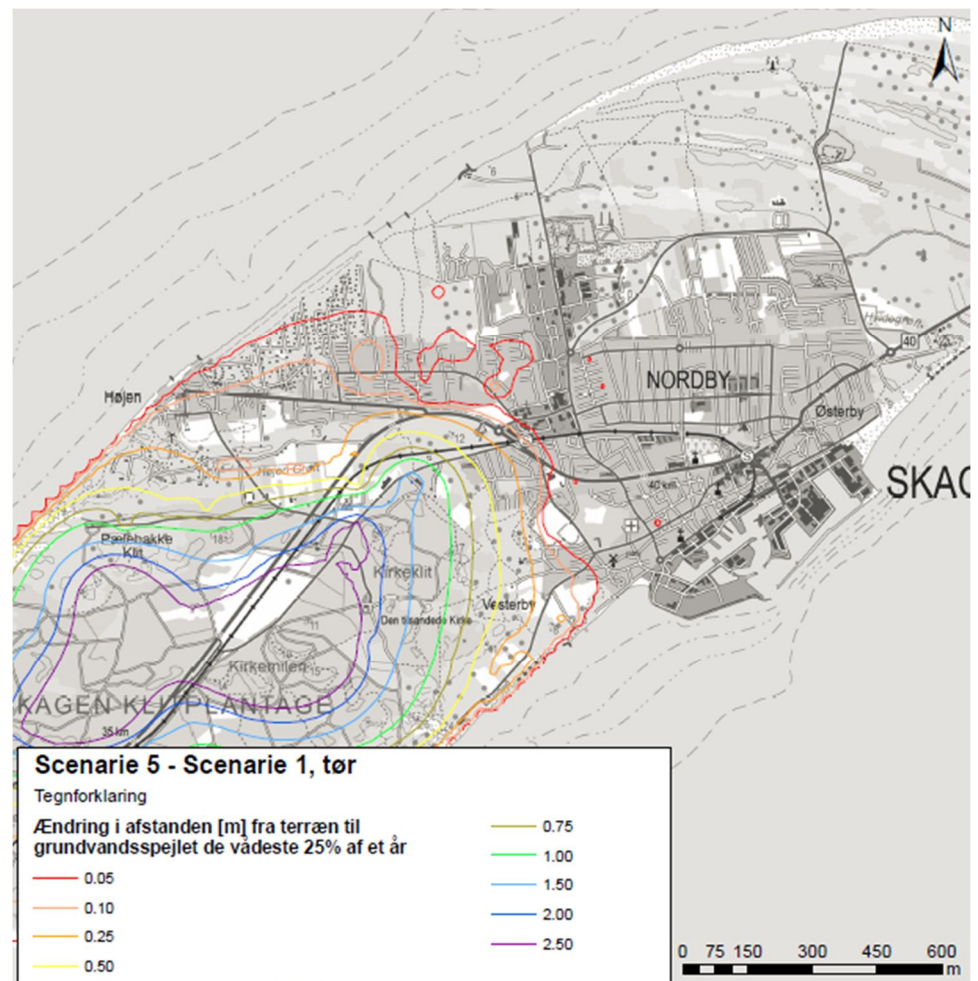 N
Højen
NORDBY
40
Østerby
SKAG
40 km
Kirkeklit
Klit
Vesterby
Den tilsandede Kirke
Kirkemilen
KAGEN KLITPLANTAGE
35 km
Scenarie 5 - Scenarie 1, tør
Tegnforklaring
Ændring i afstanden [m] fra terræn til
grundvandsspejlet de vådeste 25% af et år
0.05
0.10
0.25
0.50
0.75
1.00
1.50
2.00
2.50
0 75 150 300 450 600
m